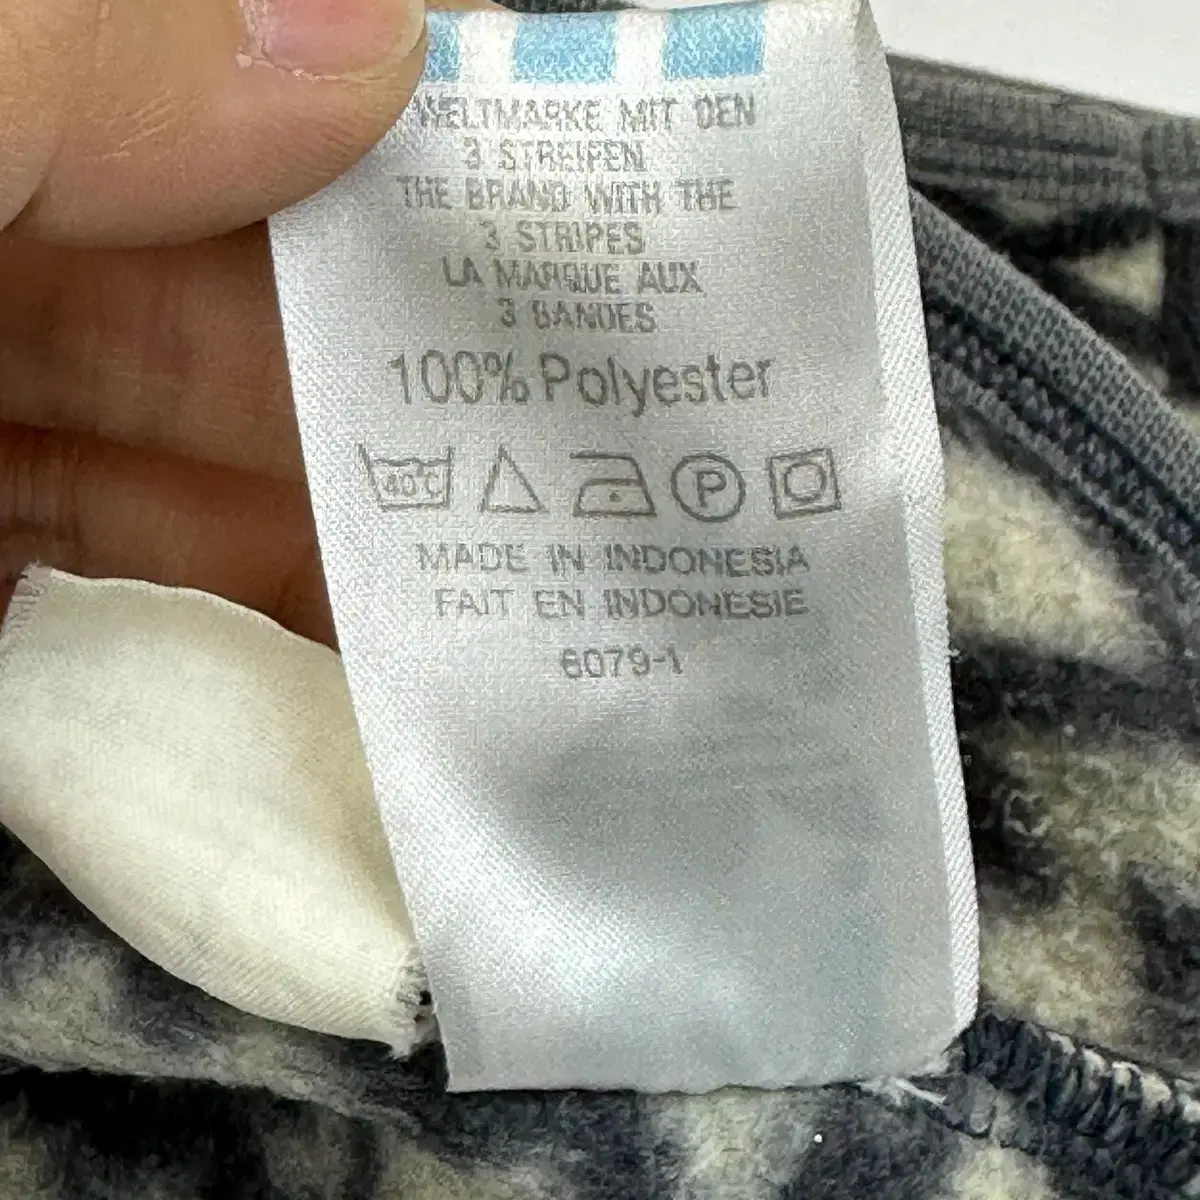 WELTMARKE MIT DEN
3 STREIFEN
THE BRAND WITH THE
3 STRIPES
LA MARQUE AUX
3 BANDES
100% Polyester
40°C P
MADE IN INDONESIA
FAIT EN INDONESIE
6079-1